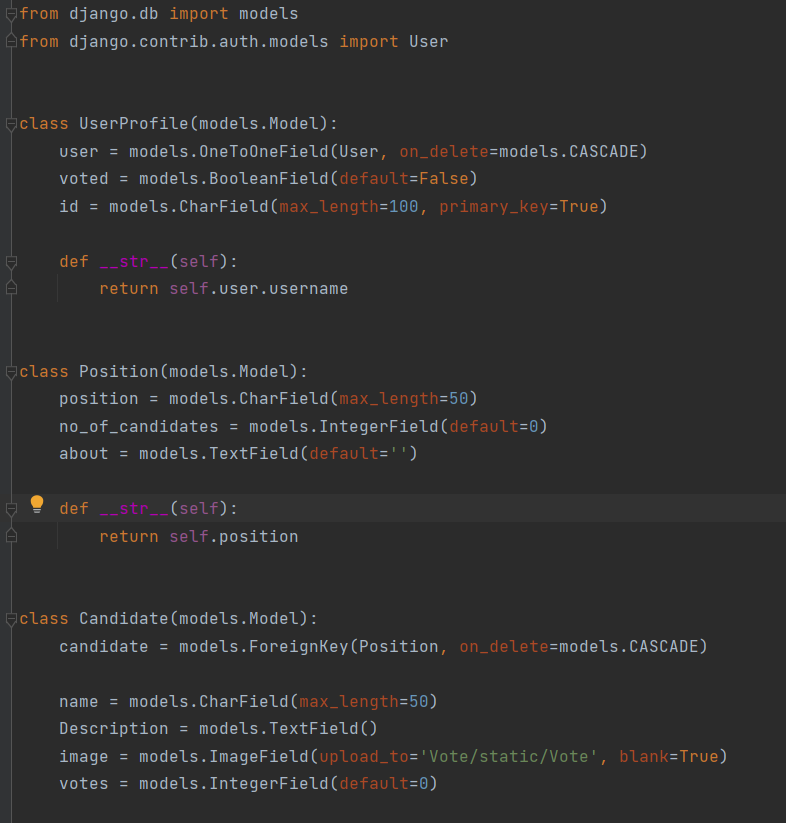 from django.db import models
from django.contrib.auth.models import User
class UserProfile(models.Model):
    user = models.OneToOneField(User, on_delete=models.CASCADE)
    voted = models.BooleanField(default=False)
    id = models.CharField(max_length=100, primary_key=True)
    def __str__(self):
        return self.user.username
class Position(models.Model):
    position = models.CharField(max_length=50)
    no_of_candidates = models.IntegerField(default=0)
    about = models.TextField(default='')
    def __str__(self):
        return self.position
class Candidate(models.Model):
    candidate = models.ForeignKey(Position, on_delete=models.CASCADE)
    name = models.CharField(max_length=50)
    Description = models.TextField()
    image = models.ImageField(upload_to='Vote/static/Vote', blank=True)
    votes = models.IntegerField(default=0)